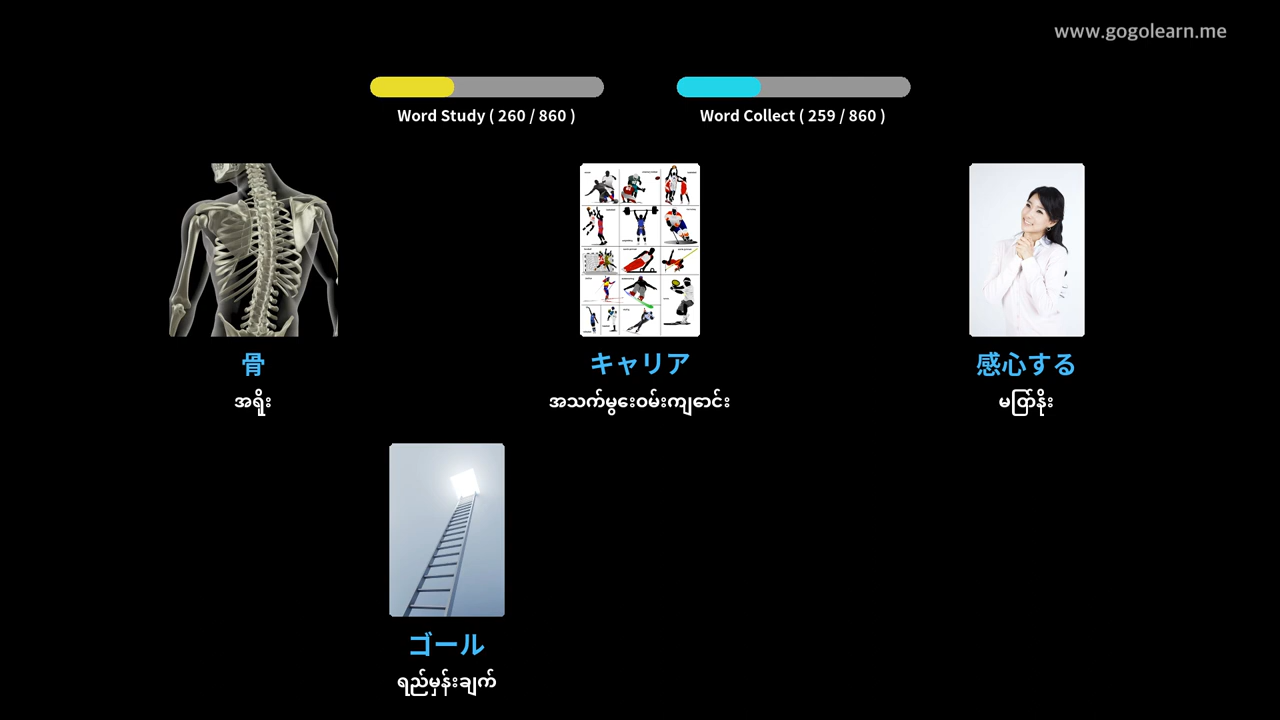 www.gogolearn.me
Word Study ( 260 / 860 )
Word Collect ( 259 / 860 )
骨
အရိုး
キャリア
အသက်မွေးဝမ်းကျောင်း
感心する
မင်္ဂြိုနိုး
ゴール
ရည်မှန်းချက်